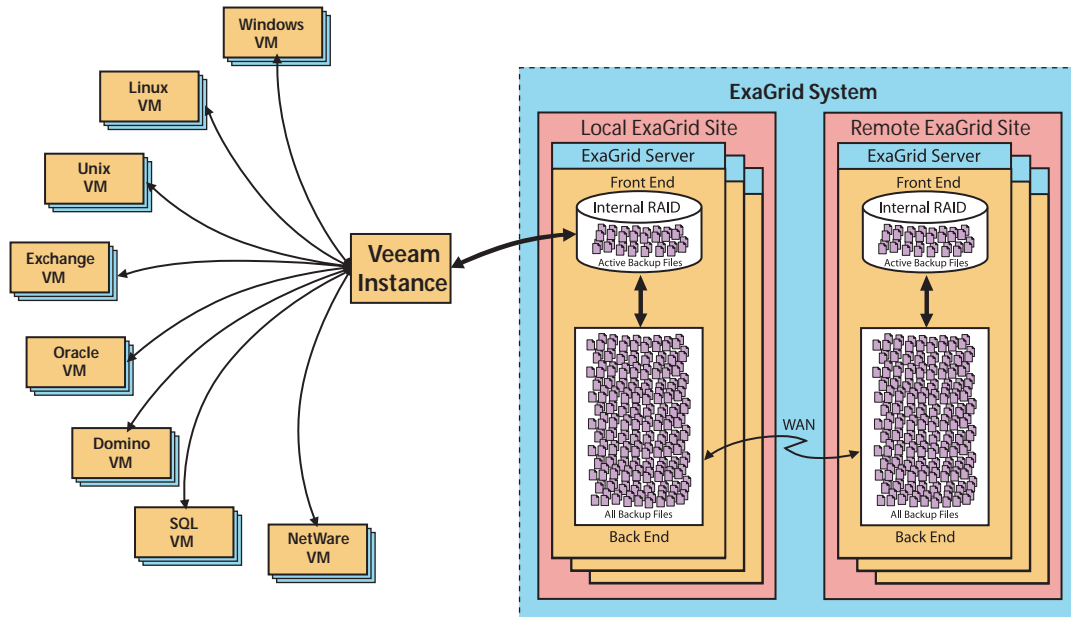 Windows
VM
Linux
VM
Unix
VM
Exchange
VM
Oracle
VM
Domino
VM
SQL
VM
NetWare
VM
Veeam
Instance
ExaGrid System
Local ExaGrid Site
ExaGrid Server
Front End
Internal RAID
Active Backup Files
All Backup Files
Back End
WAN
Remote ExaGrid Site
ExaGrid Server
Front End
Internal RAID
Active Backup Files
All Backup Files
Back End